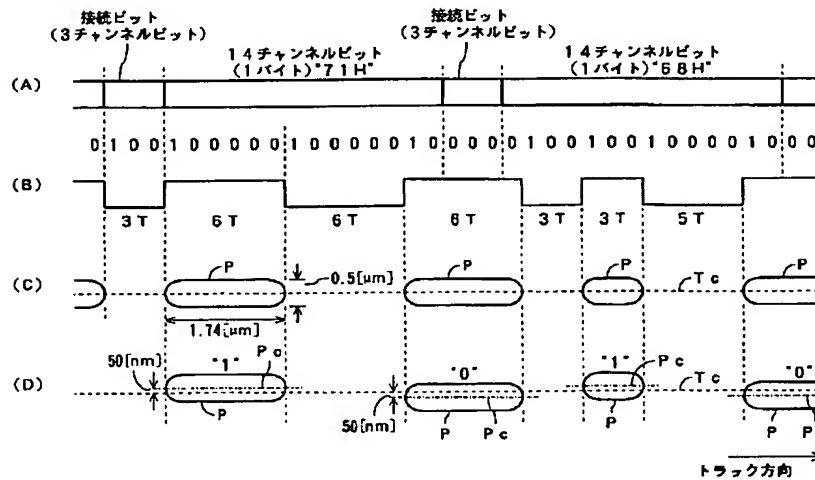 接続ビット
(3チャンネルビット)
14チャンネルビット
(1バイト)"71H"
接続ビット
(3チャンネルビット)
14チャンネルビット
(1バイト)"68H"
(A)
0 1 0 0 1 0 0 0 0 0 1 0 0 0 0 0 1 0 0 0 0 0 1 0 0 1 0 0 1 0 0 0 0 1 0 0 0
(B)
3T 6T 6T 6T 3T 3T 5T
(C) P 0.5[μm] P P Tc P
1.74[μm]
50[nm] "1" Pc "0" "1" Pc "0"
(D) Tc
P P Pc P P P
50[nm]
トラック方向